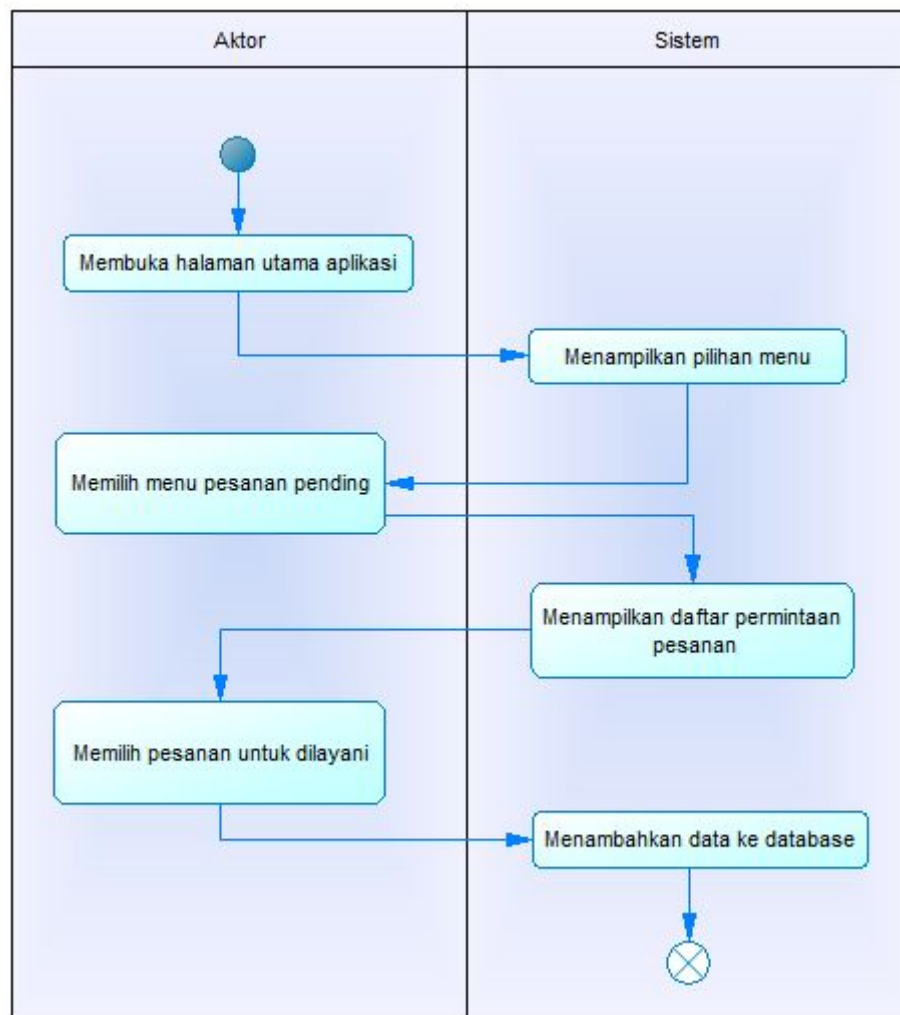 Aktor
Sistem
Membuka halaman utama aplikasi
Menampilkan pilihan menu
Memilih menu pesanan pending
Menampilkan daftar permintaan
pesanan
Memilih pesanan untuk dilayani
Menambahkan data ke database